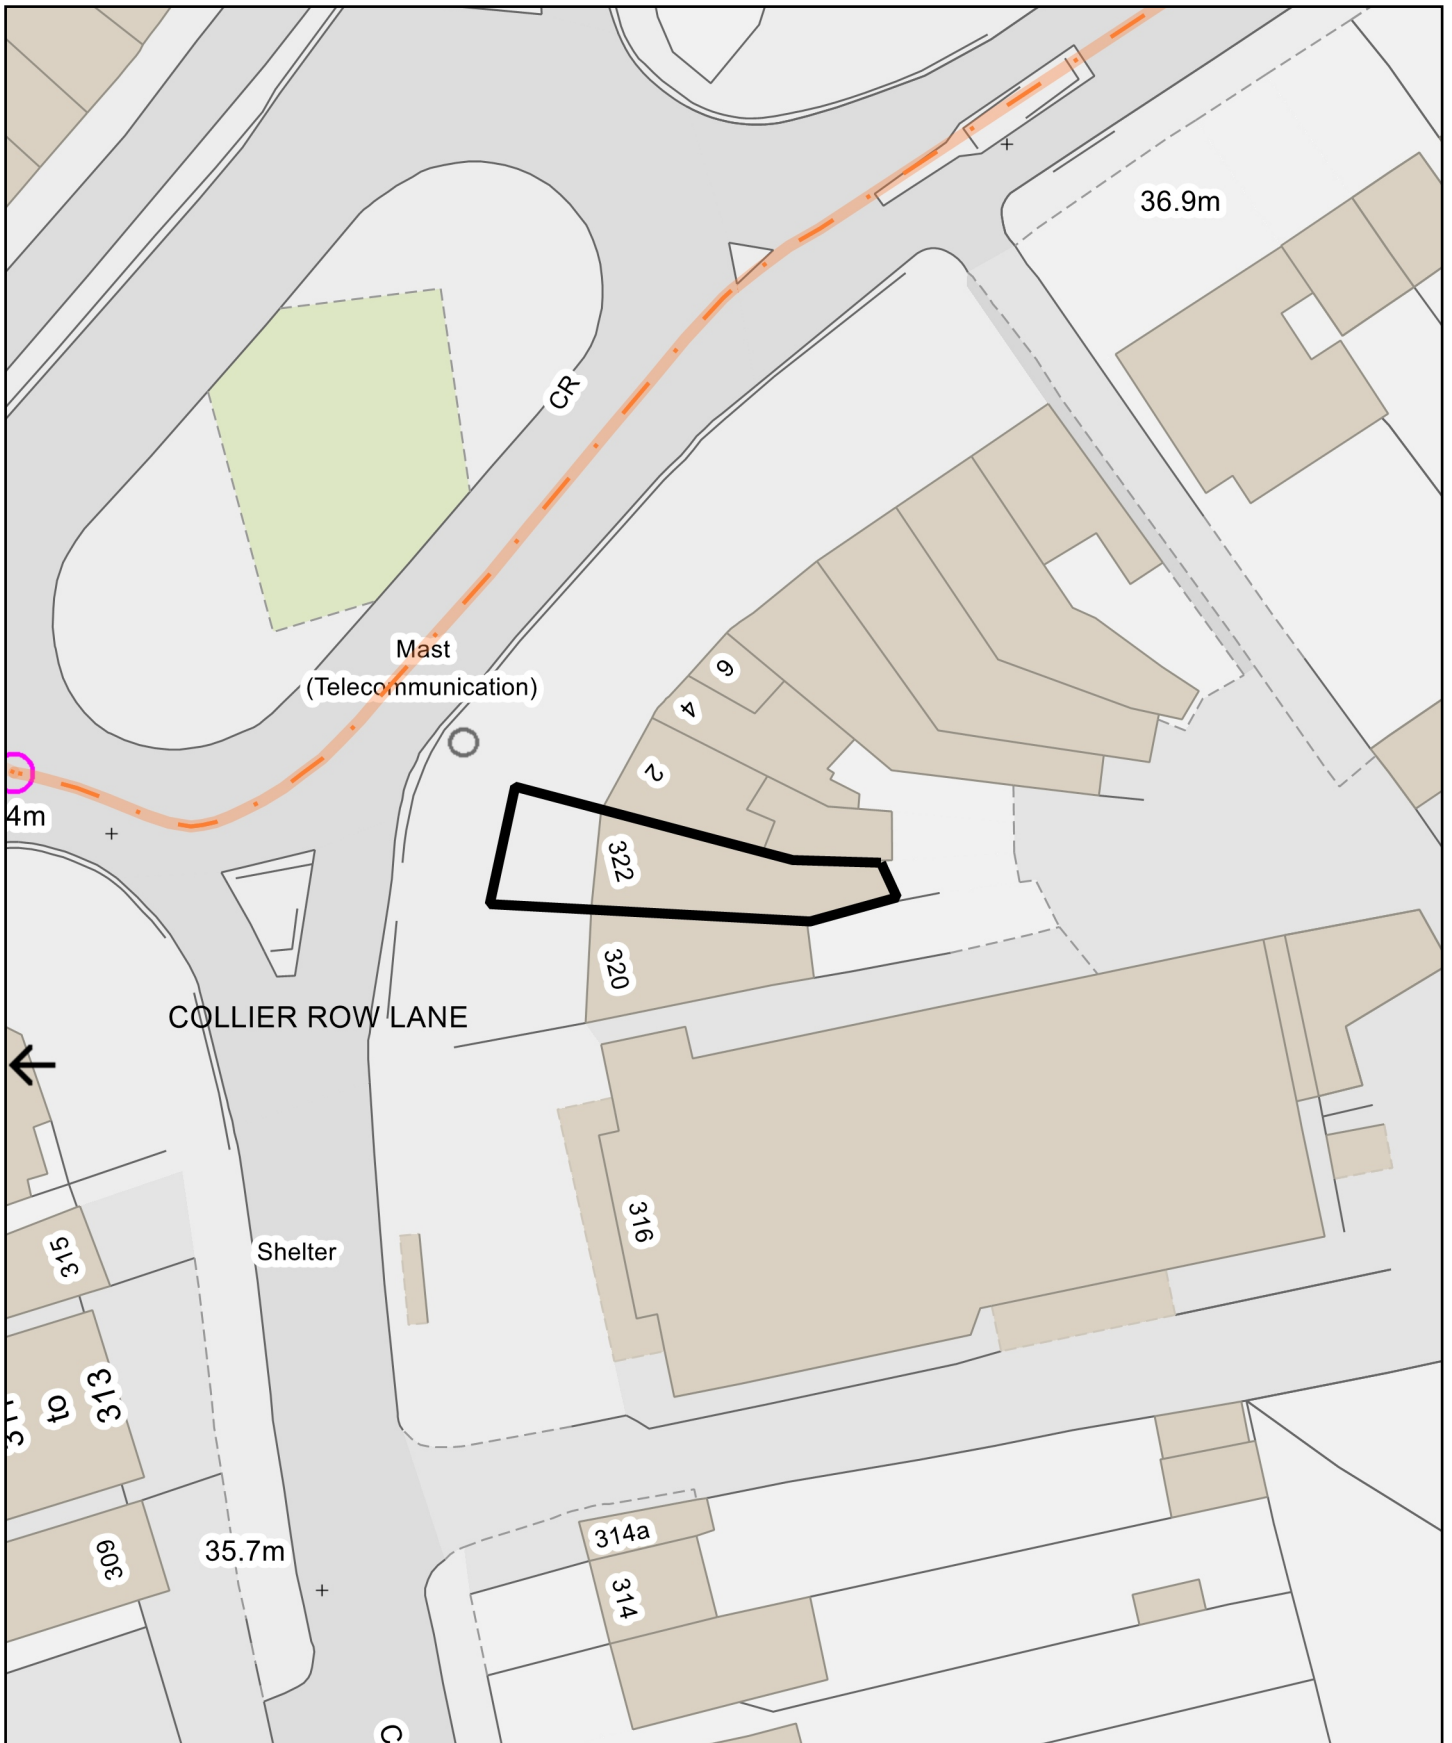 36.9m
CR
Mast
(Telecommunication)
6
4
2
4m
322
320
COLLIER ROW LANE
316
315
Shelter
313
to
309
35.7m
314a
314
C